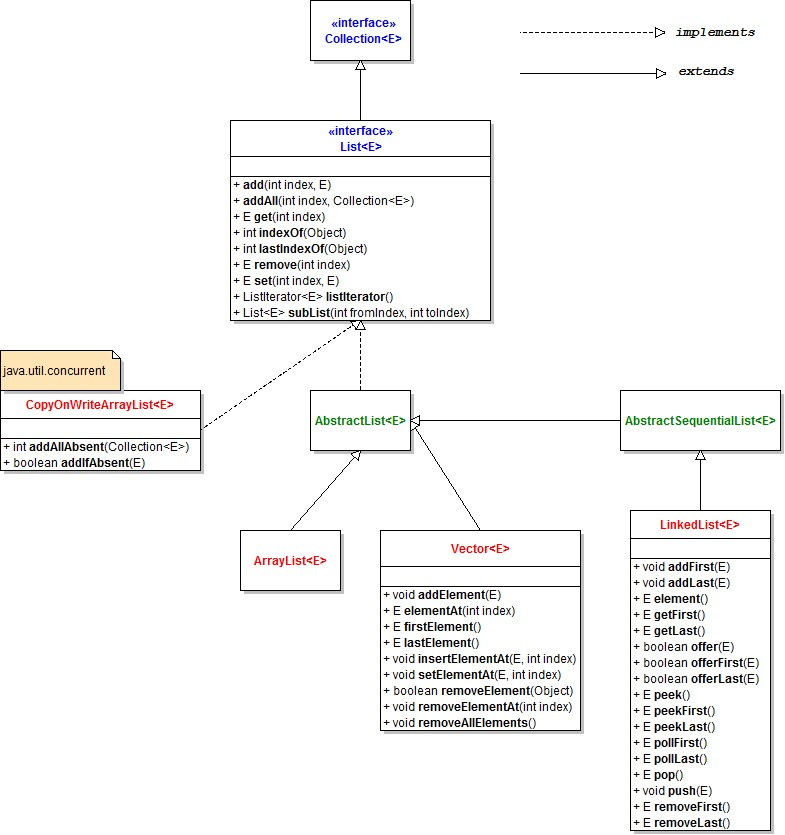 «interface»
Collection<E>
implements
extends
«interface»
List<E>
+ add(int index, E)
+ addAll(int index, Collection<E>)
+ E get(int index)
+ int indexOf(Object)
+ int lastIndexOf(Object)
+ E remove(int index)
+ E set(int index, E)
+ ListIterator<E> listIterator()
+ List<E> subList(int fromIndex, int toIndex)
java.util.concurrent
CopyOnWriteArrayList<E>
+ int addAllAbsent(Collection<E>)
+ boolean addIfAbsent(E)
AbstractList<E>
AbstractSequentialList<E>
ArrayList<E>
Vector<E>
+ void addElement(E)
+ E elementAt(int index)
+ E firstElement()
+ E lastElement()
+ void insertElementAt(E, int index)
+ void setElementAt(E, int index)
+ boolean removeElement(Object)
+ void removeElementAt(int index)
+ void removeAllElements()
LinkedList<E>
+ void addFirst(E)
+ void addLast(E)
+ E element()
+ E getFirst()
+ E getLast()
+ boolean offer(E)
+ boolean offerFirst(E)
+ boolean offerLast(E)
+ E peek()
+ E peekFirst()
+ E peekLast()
+ E pollFirst()
+ E pollLast()
+ E pop()
+ void push(E)
+ E removeFirst()
+ E removeLast()